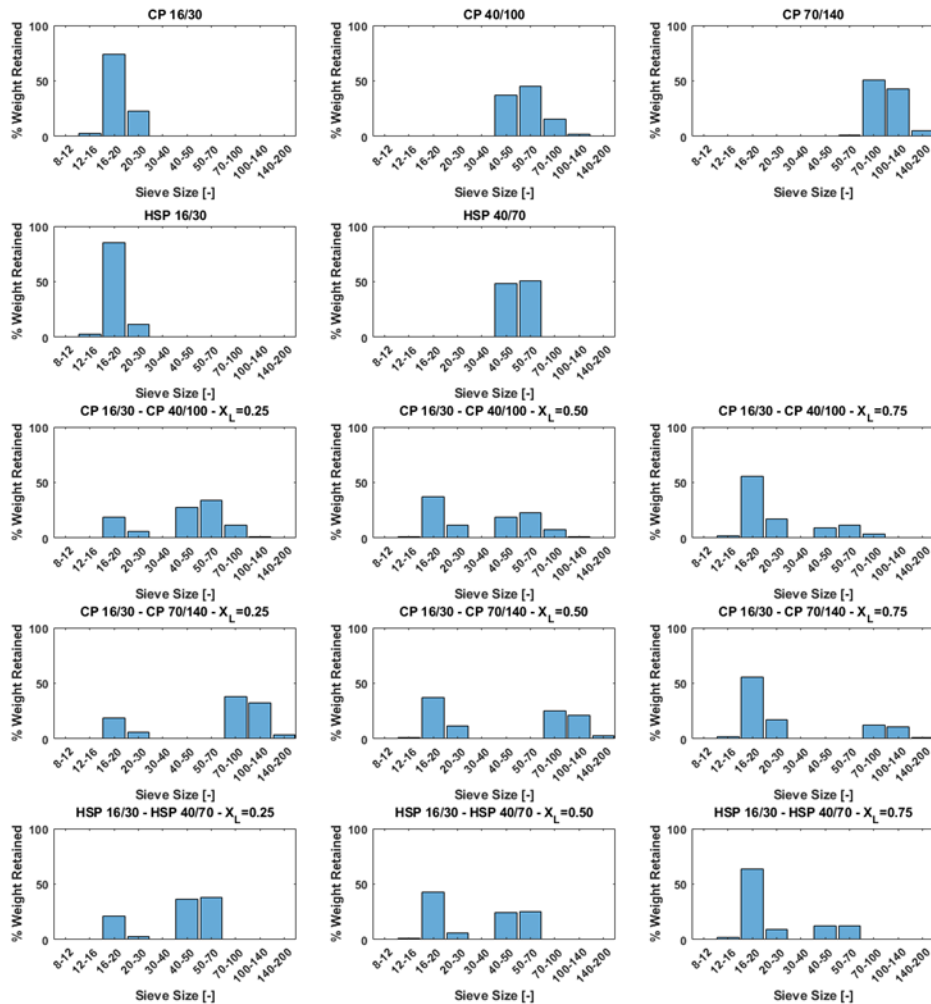 CP 16/30 CP 40/100 CP 70/140
% Weight Retained % Weight Retained % Weight Retained
100 100 100
50 50 50
0 0 0
8-12 12-16 16-20 20-30 30-40 40-50 50-70 70-100 100-140 140-200 8-12 12-16 16-20 20-30 30-40 40-50 50-70 70-100 100-140 140-200 8-12 12-16 16-20 20-30 30-40 40-50 50-70 70-100 100-140 140-200
Sieve Size [-] Sieve Size [-] Sieve Size [-]
HSP 16/30 HSP 40/70
% Weight Retained % Weight Retained
100 100
50 50
0 0
8-12 12-16 16-20 20-30 30-40 40-50 50-70 70-100 100-140 140-200 8-12 12-16 16-20 20-30 30-40 40-50 50-70 70-100 100-140 140-200
Sieve Size [-] Sieve Size [-]
CP 16/30 - CP 40/100 - X_L=0.25 CP 16/30 - CP 40/100 - X_L=0.50 CP 16/30 - CP 40/100 - X_L=0.75
% Weight Retained % Weight Retained % Weight Retained
100 100 100
50 50 50
0 0 0
8-12 12-16 16-20 20-30 30-40 40-50 50-70 70-100 100-140 140-200 8-12 12-16 16-20 20-30 30-40 40-50 50-70 70-100 100-140 140-200 8-12 12-16 16-20 20-30 30-40 40-50 50-70 70-100 100-140 140-200
Sieve Size [-] Sieve Size [-] Sieve Size [-]
CP 16/30 - CP 70/140 - X_L=0.25 CP 16/30 - CP 70/140 - X_L=0.50 CP 16/30 - CP 70/140 - X_L=0.75
% Weight Retained % Weight Retained % Weight Retained
100 100 100
50 50 50
0 0 0
8-12 12-16 16-20 20-30 30-40 40-50 50-70 70-100 100-140 140-200 8-12 12-16 16-20 20-30 30-40 40-50 50-70 70-100 100-140 140-200 8-12 12-16 16-20 20-30 30-40 40-50 50-70 70-100 100-140 140-200
Sieve Size [-] Sieve Size [-] Sieve Size [-]
HSP 16/30 - HSP 40/70 - X_L=0.25 HSP 16/30 - HSP 40/70 - X_L=0.50 HSP 16/30 - HSP 40/70 - X_L=0.75
% Weight Retained % Weight Retained % Weight Retained
100 100 100
50 50 50
0 0 0
8-12 12-16 16-20 20-30 30-40 40-50 50-70 70-100 100-140 140-200 8-12 12-16 16-20 20-30 30-40 40-50 50-70 70-100 100-140 140-200 8-12 12-16 16-20 20-30 30-40 40-50 50-70 70-100 100-140 140-200
Sieve Size [-] Sieve Size [-] Sieve Size [-]